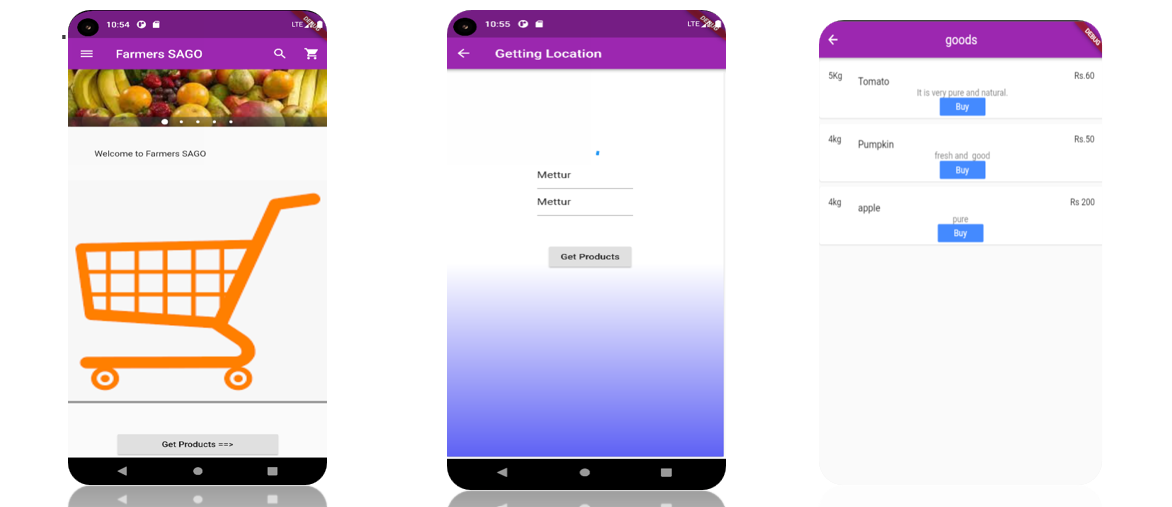 10:54
LTE
DEBUG
Farmers SAGO
Welcome to Farmers SAGO
Get Products ==>
10:55
LTE
DEBUG
Getting Location
Mettur
Mettur
Get Products
DEBUG
goods
5Kg
Tomato
Rs.60
It is very pure and natural.
Buy
4kg
Pumpkin
Rs.50
fresh and good
Buy
4kg
apple
Rs 200
pure
Buy